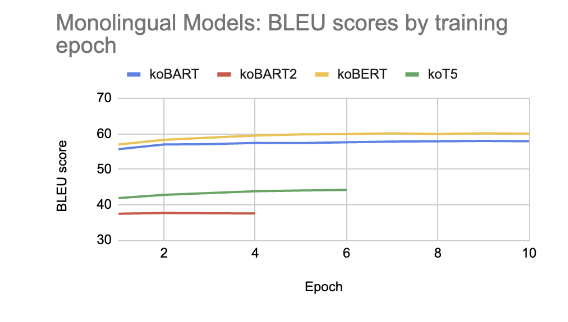 Monolingual Models: BLEU scores by training
epoch
koBART koBART2 koBERT koT5
70
60
50
40
30
BLEU score
2 4 6 8 10
Epoch